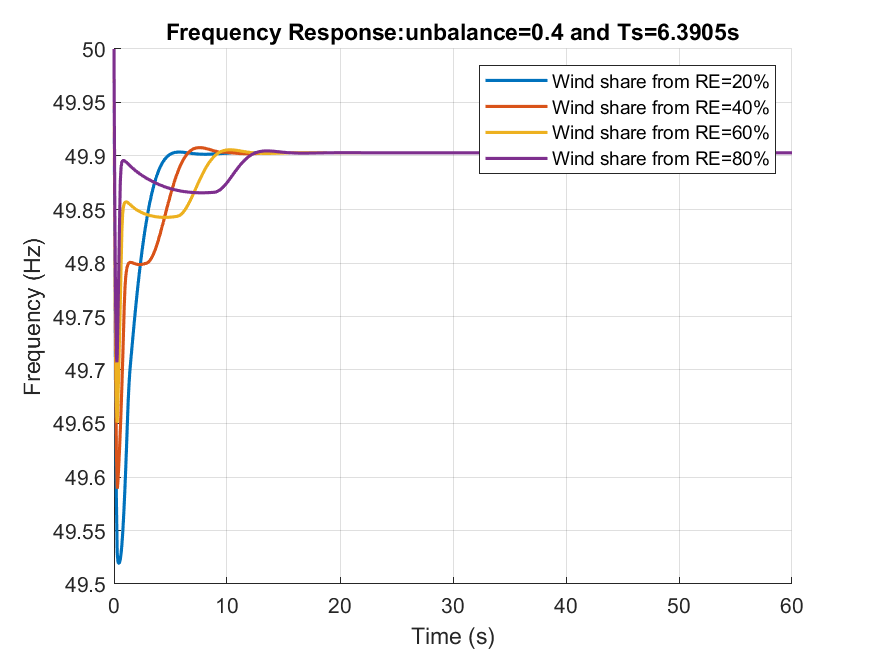 Frequency Response:unbalance=0.4 and Ts=6.3905s
50
49.95
49.9
49.85
49.8
49.75
49.7
49.65
49.6
49.55
49.5
Frequency (Hz)
Wind share from RE=20%
Wind share from RE=40%
Wind share from RE=60%
Wind share from RE=80%
0 10 20 30 40 50 60
Time (s)